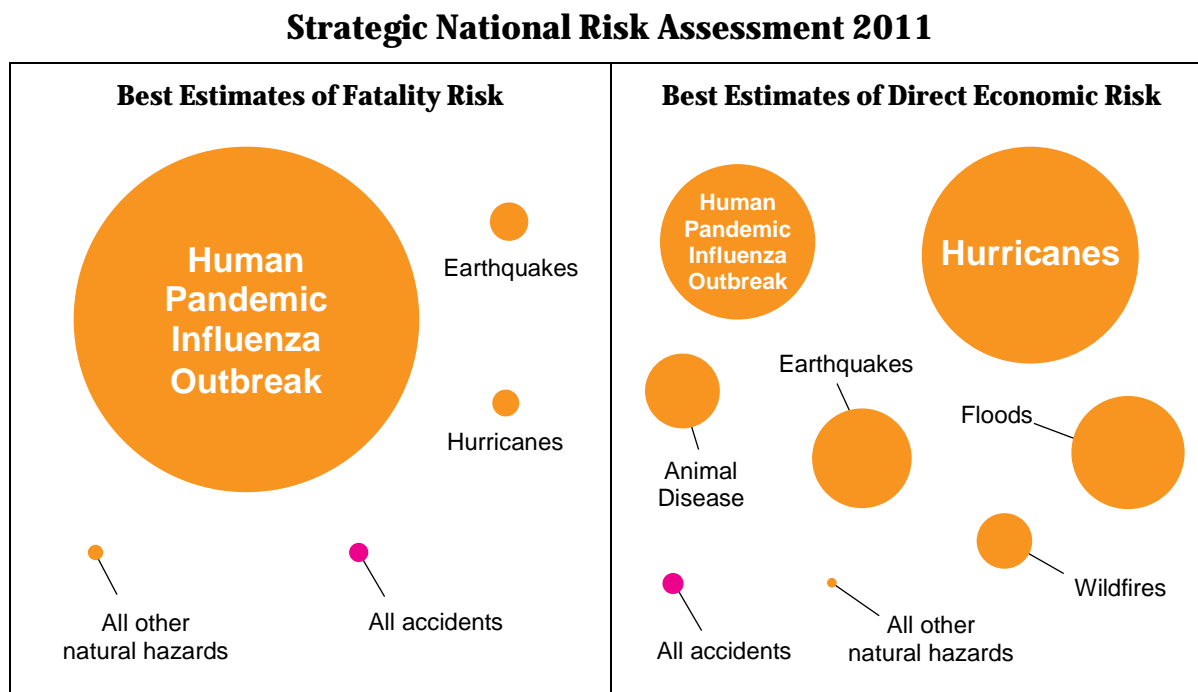 Strategic National Risk Assessment 2011
Best Estimates of Fatality Risk
Human
Pandemic
Influenza
Outbreak
Earthquakes
Hurricanes
All other
natural hazards
All accidents
Best Estimates of Direct Economic Risk
Human
Pandemic
Influenza
Outbreak
Hurricanes
Earthquakes
Floods
Animal
Disease
Wildfires
All accidents
All other
natural hazards